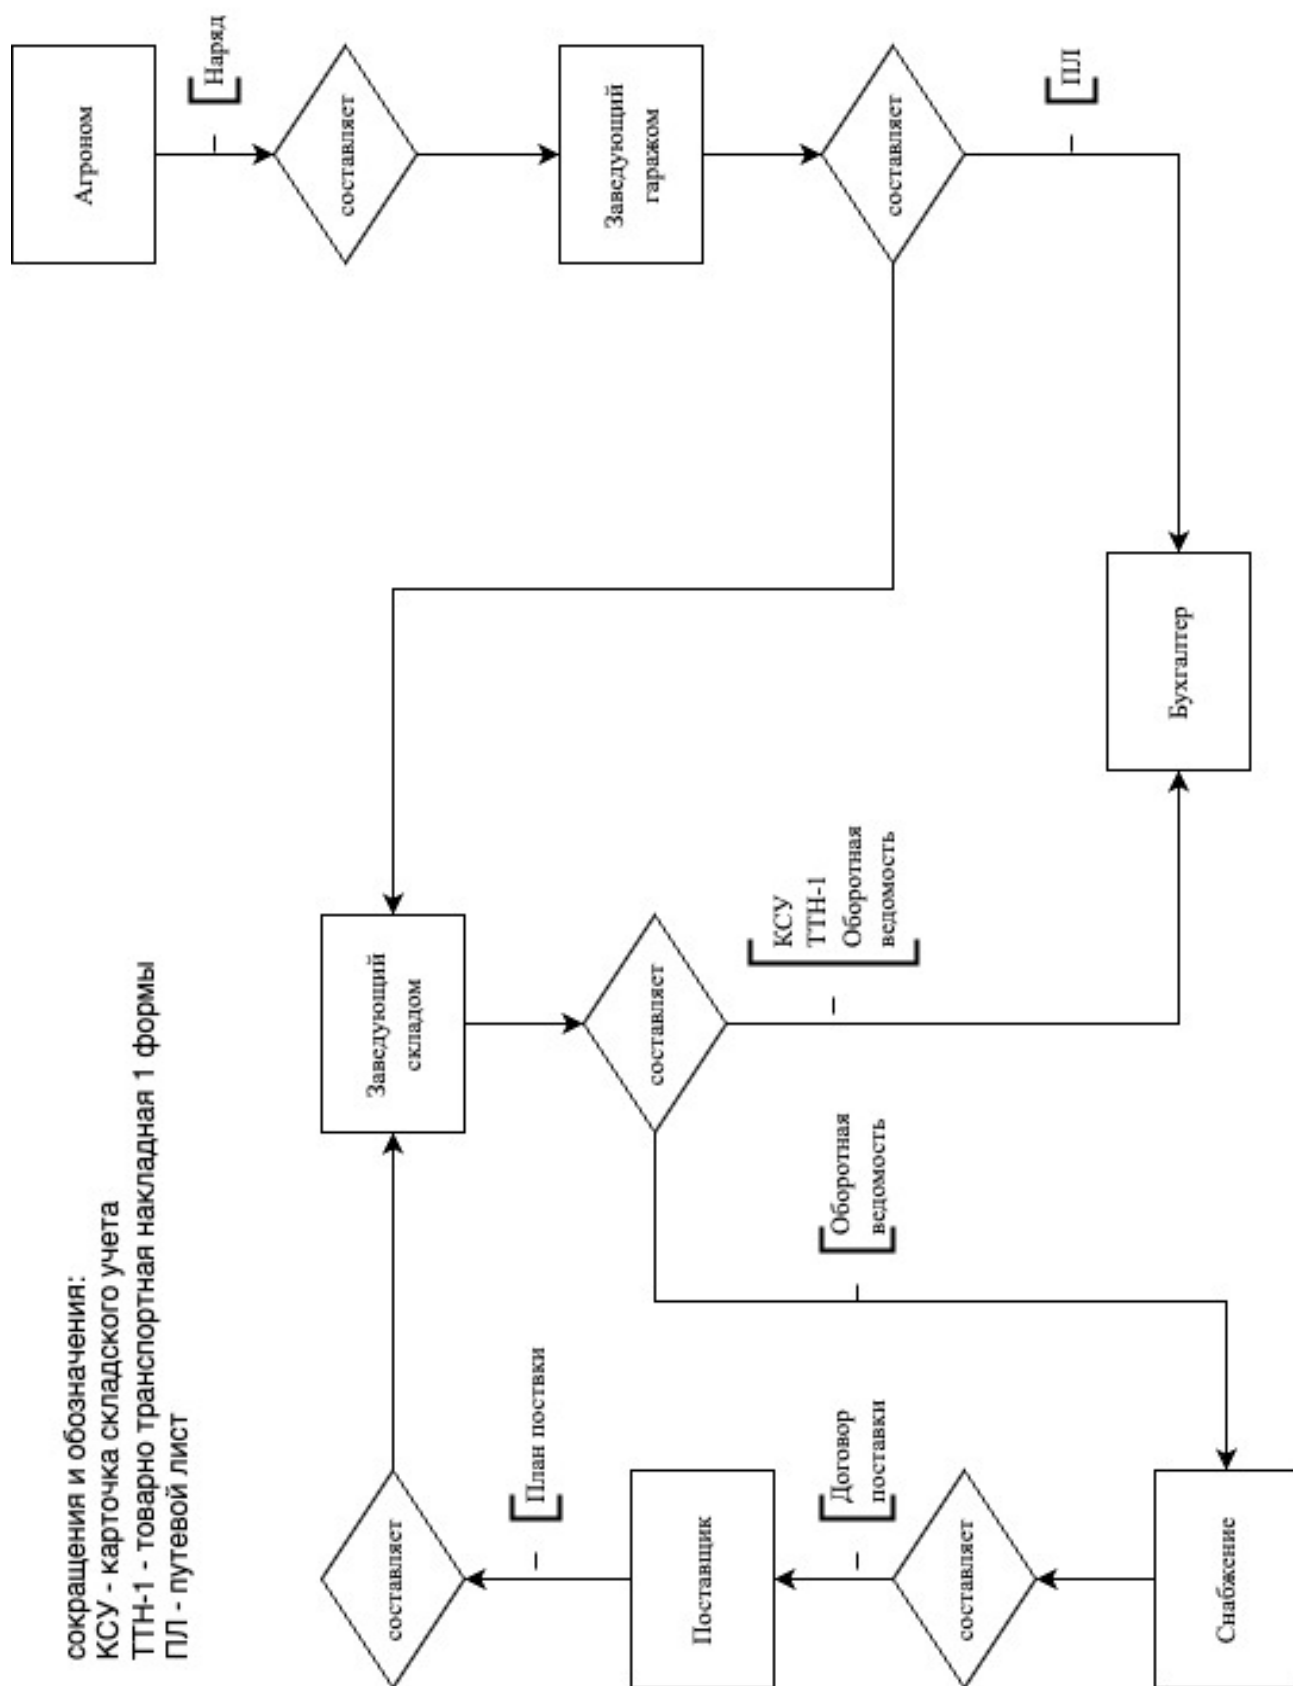 сокращения и обозначения:
КСУ - карточка складского учета
ТТН-1 - товарно транспортная накладная 1 формы
ПЛ - путевой лист
Агроном
Наряд
составляет
составляет
Заведующий
складом
План поствки
Заведующий
гаражом
составляет
Поставщик
КСУ
ТТН-1
Оборотная
ведомость
Оборотная
ведомость
Договор
поставки
составляет
составляет
ПЛ
Бухгалтер
Снабжение